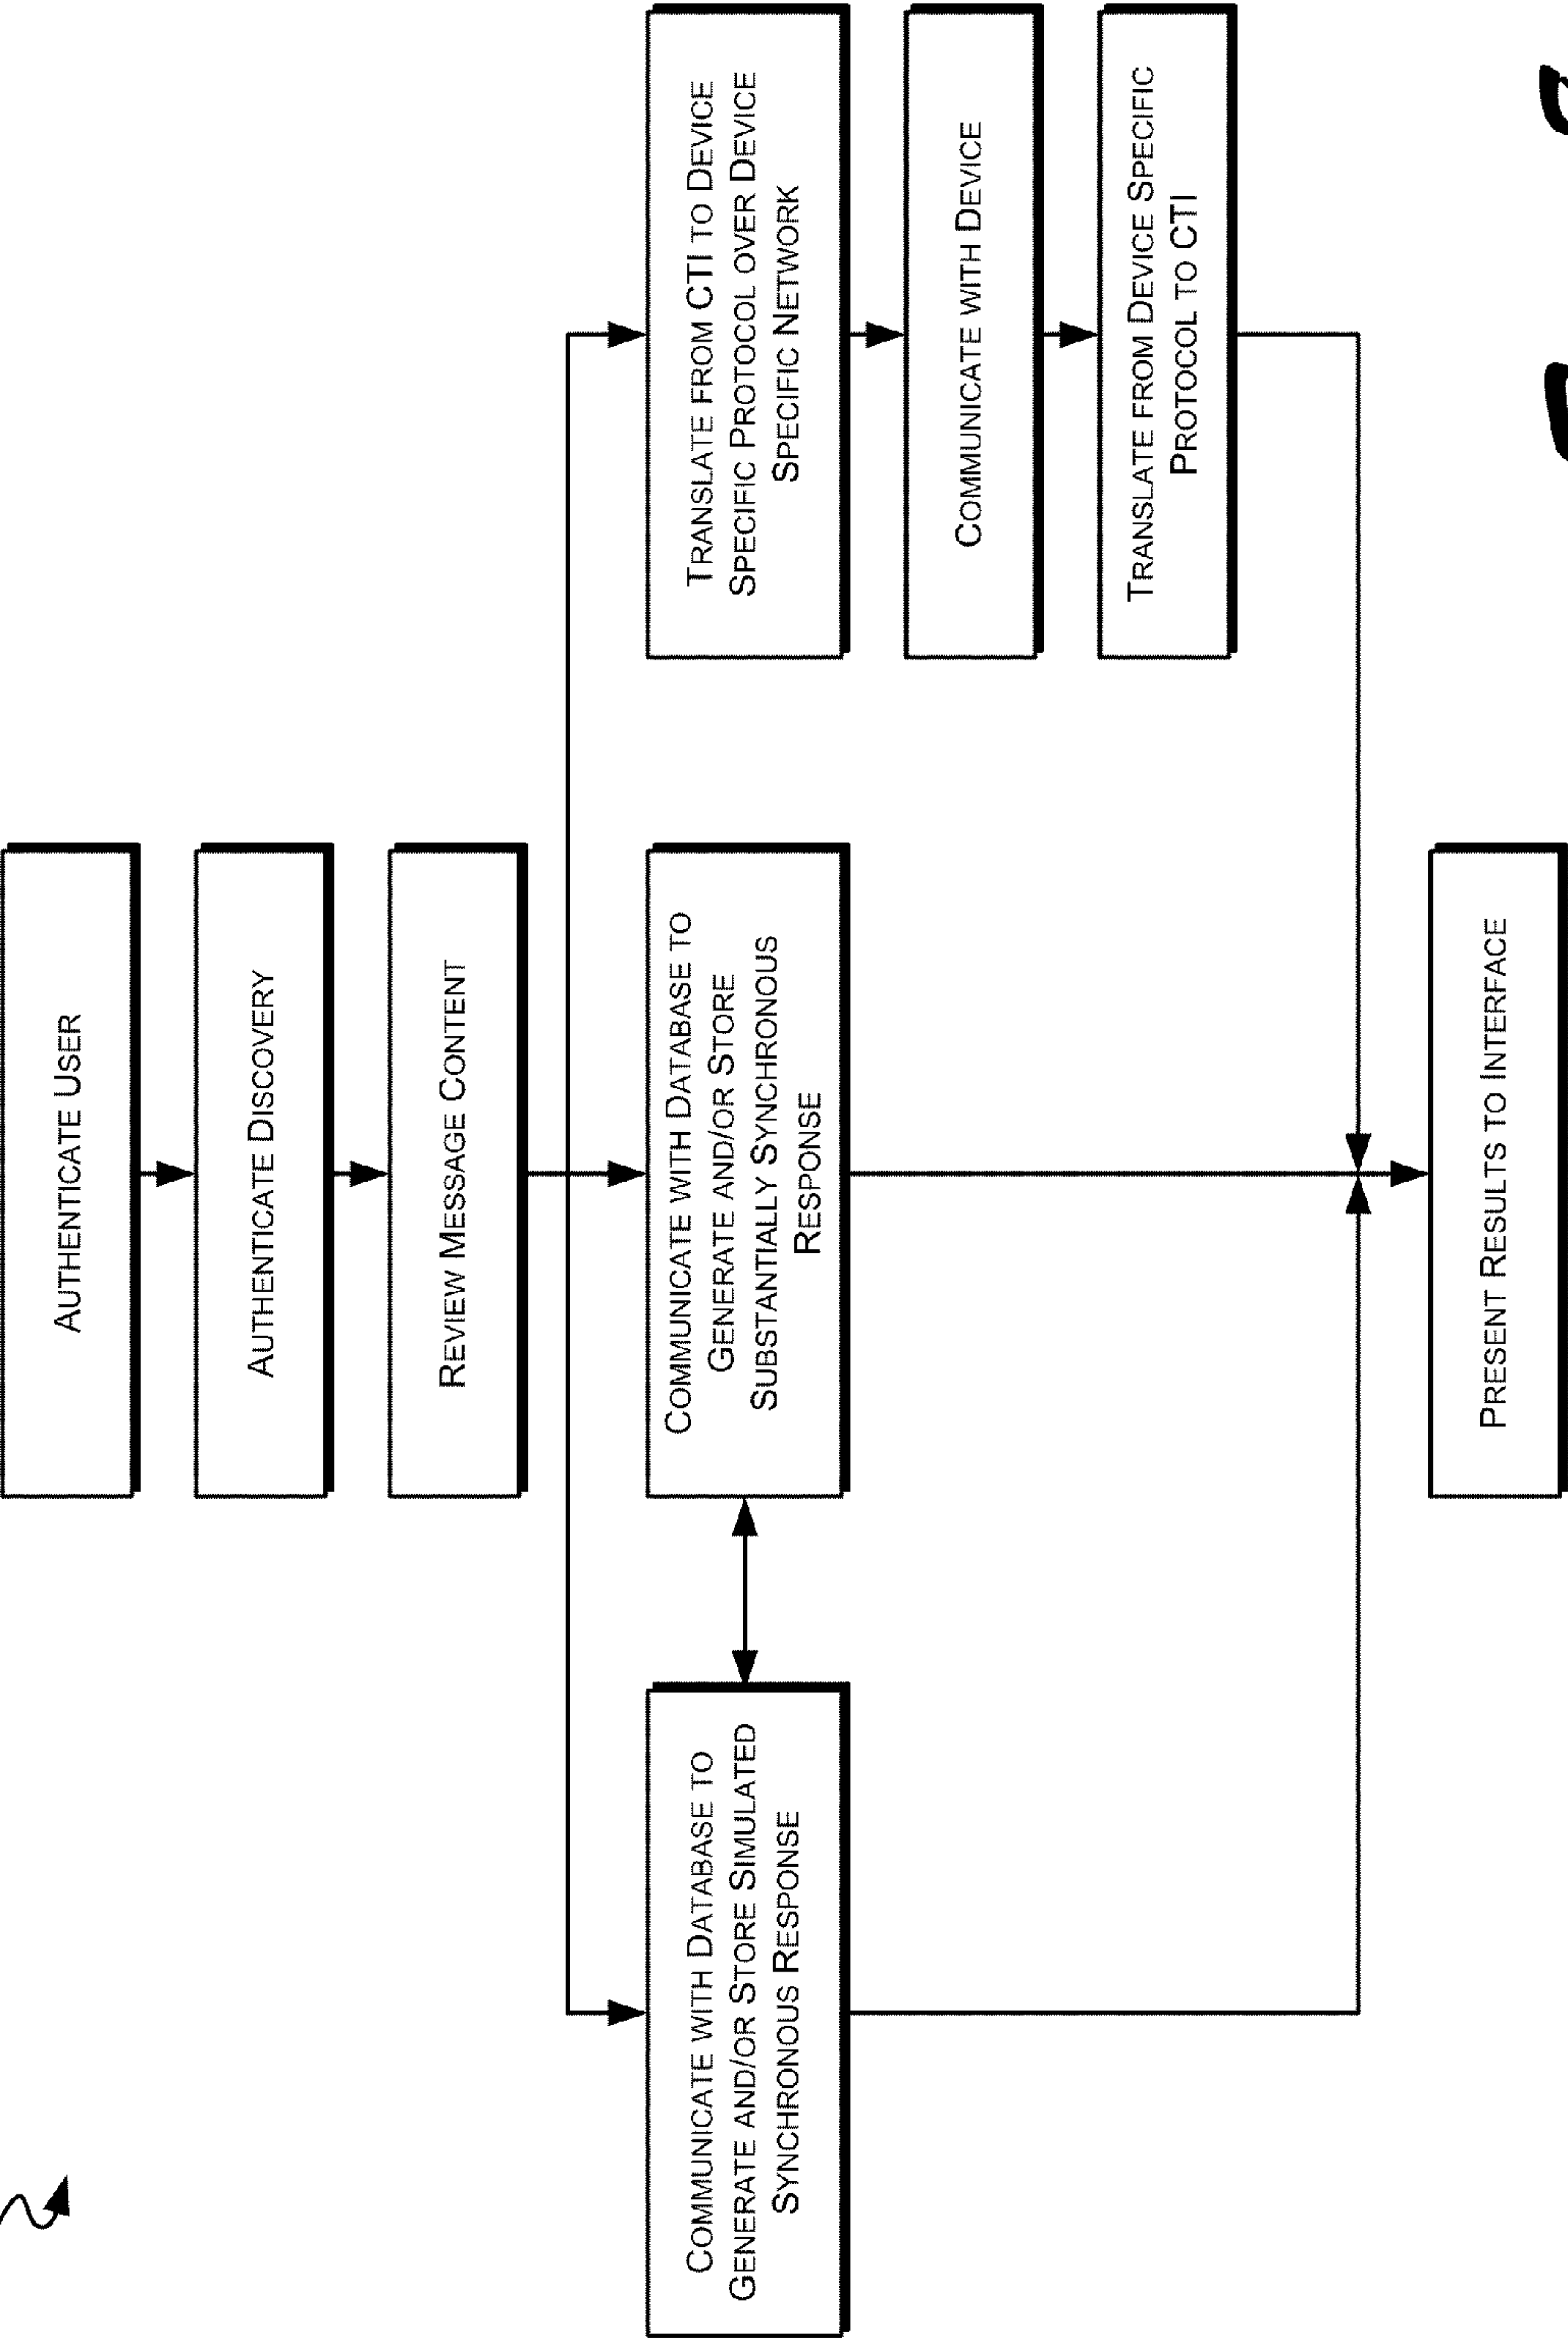 AUTHENTICATE USER
AUTHENTICATE DISCOVERY
REVIEW MESSAGE CONTENT
COMMUNICATE WITH DATABASE TO
GENERATE AND/OR STORE SIMULATED
SYNCHRONOUS RESPONSE
COMMUNICATE WITH DATABASE TO
GENERATE AND/OR STORE
SUBSTANTIALLY SYNCHRONOUS
RESPONSE
TRANSLATE FROM CTI TO DEVICE
SPECIFIC PROTOCOL OVER DEVICE
SPECIFIC NETWORK
COMMUNICATE WITH DEVICE
TRANSLATE FROM DEVICE SPECIFIC
PROTOCOL TO CTI
PRESENT RESULTS TO INTERFACE